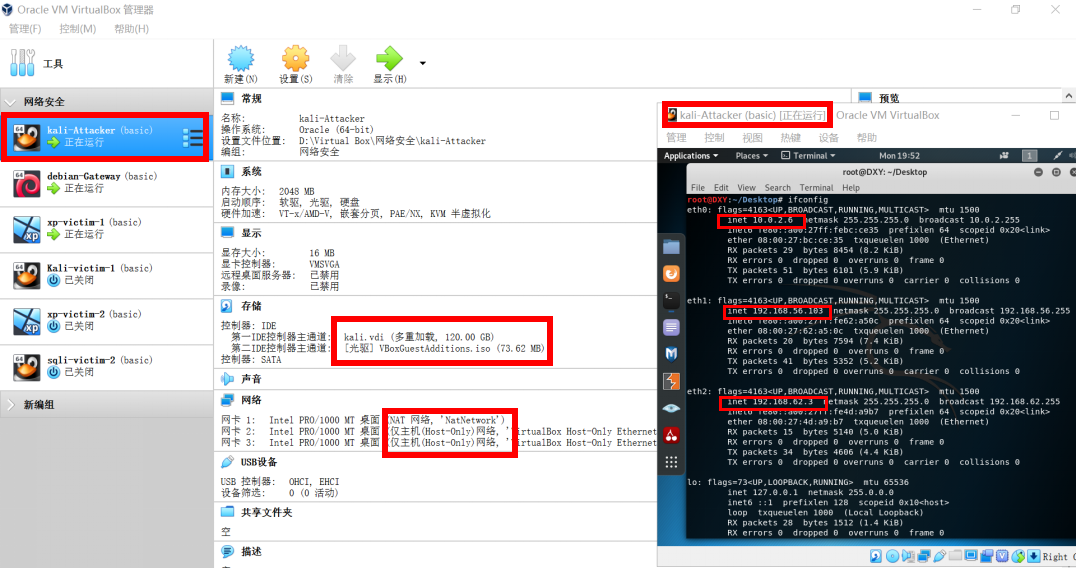 Oracle VM VirtualBox 管理器
管理(F) 控制(M) 帮助(H)
工具
新建(N) 设置(S) 清除 显示(H)
网络安全
kali-Attacker (basic)
正在运行
debian-Gateway (basic)
正在运行
xp-victim-1 (basic)
正在运行
Kali-victim-1 (basic)
已关闭
xp-victim-2 (basic)
已关闭
sqli-victim-2 (basic)
已关闭
新编组
常规
名称: kali-Attacker
操作系统: Oracle (64-bit)
设置文件位置: D:\Virtual Box\网络安全\kali-Attacker
编组: 网络安全
系统
内存大小: 2048 MB
启动顺序: 软驱, 光驱, 硬盘
硬件加速: VT-x/AMD-V, 嵌套分页, PAE/NX, KVM 半虚拟化
显示
显存大小: 16 MB
显卡控制器: VMSVGA
远程桌面服务器: 已禁用
录像: 已禁用
存储
控制器: IDE
第一IDE控制器主通道: kali.vdi (多重加载, 120.00 GB)
第二IDE控制器主通道: [光驱] VBoxGuestAdditions.iso (73.62 MB)
控制器: SATA
声音
网络
网卡 1: Intel PRO/1000 MT 桌面 (NAT 网络, 'NatNetwork')
网卡 2: Intel PRO/1000 MT 桌面 (仅主机(Host-Only)网络, 'VirtualBox Host-Only Ethernet
网卡 3: Intel PRO/1000 MT 桌面 (仅主机(Host-Only)网络, 'VirtualBox Host-Only Ethernet
USB设备
USB 控制器: OHCI, EHCI
设备筛选: 0 (0 活动)
共享文件夹
空
描述
预览
kali-Attacker (basic) [正在运行] Oracle VM VirtualBox
管理 控制 视图 热键 设备 帮助
Applications Places Terminal Mon 19:52 1
root@DXY: ~/Desktop
File Edit View Search Terminal Help
root@DXY:~/Desktop# ifconfig
eth0: flags=4163<UP,BROADCAST,RUNNING,MULTICAST> mtu 1500
inet 10.0.2.6 netmask 255.255.255.0 broadcast 10.0.2.255
inet6 fe80::a00:27ff:febc:ce35 prefixlen 64 scopeid 0x20<link>
ether 08:00:27:bc:ce:35 txqueuelen 1000 (Ethernet)
RX packets 29 bytes 8454 (8.2 KiB)
RX errors 0 dropped 0 overruns 0 frame 0
TX packets 51 bytes 6101 (5.9 KiB)
TX errors 0 dropped 0 overruns 0 carrier 0 collisions 0
eth1: flags=4163<UP,BROADCAST,RUNNING,MULTICAST> mtu 1500
inet 192.168.56.103 netmask 255.255.255.0 broadcast 192.168.56.255
inet6 fe80::a00:27ff:fe62:a50c prefixlen 64 scopeid 0x20<link>
ether 08:00:27:62:a5:0c txqueuelen 1000 (Ethernet)
RX packets 20 bytes 7594 (7.4 KiB)
RX errors 0 dropped 0 overruns 0 frame 0
TX packets 41 bytes 5352 (5.2 KiB)
TX errors 0 dropped 0 overruns 0 carrier 0 collisions 0
eth2: flags=4163<UP,BROADCAST,RUNNING,MULTICAST> mtu 1500
inet 192.168.62.3 netmask 255.255.255.0 broadcast 192.168.62.255
inet6 fe80::a00:27ff:fe4d:a9b7 prefixlen 64 scopeid 0x20<link>
ether 08:00:27:4d:a9:b7 txqueuelen 1000 (Ethernet)
RX packets 15 bytes 5140 (5.0 KiB)
RX errors 0 dropped 0 overruns 0 frame 0
TX packets 34 bytes 4606 (4.4 KiB)
TX errors 0 dropped 0 overruns 0 carrier 0 collisions 0
lo: flags=73<UP,LOOPBACK,RUNNING> mtu 65536
inet 127.0.0.1 netmask 255.0.0.0
inet6 ::1 prefixlen 128 scopeid 0x10<host>
loop txqueuelen 1000 (Local Loopback)
RX packets 28 bytes 1512 (1.4 KiB)
RX errors 0 dropped 0 overruns 0 frame 0
Right